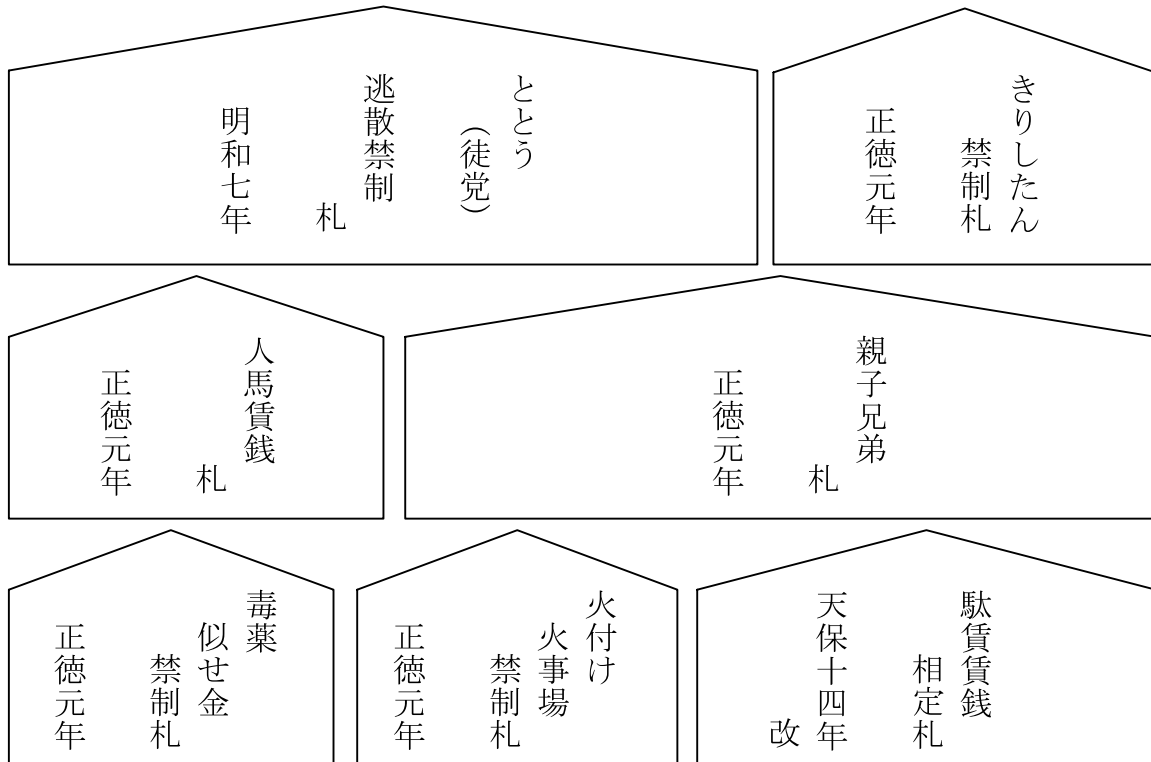 きりしたん
禁制札
正徳元年
ととう
(徒党)
逃散禁制
札
明和七年
親子兄弟
札
正徳元年
人馬賃銭
札
正徳元年
駄賃賃銭
相定札
天保十四年
改
火付け
火事場
禁制札
正徳元年
毒薬
似せ金
禁制札
正徳元年